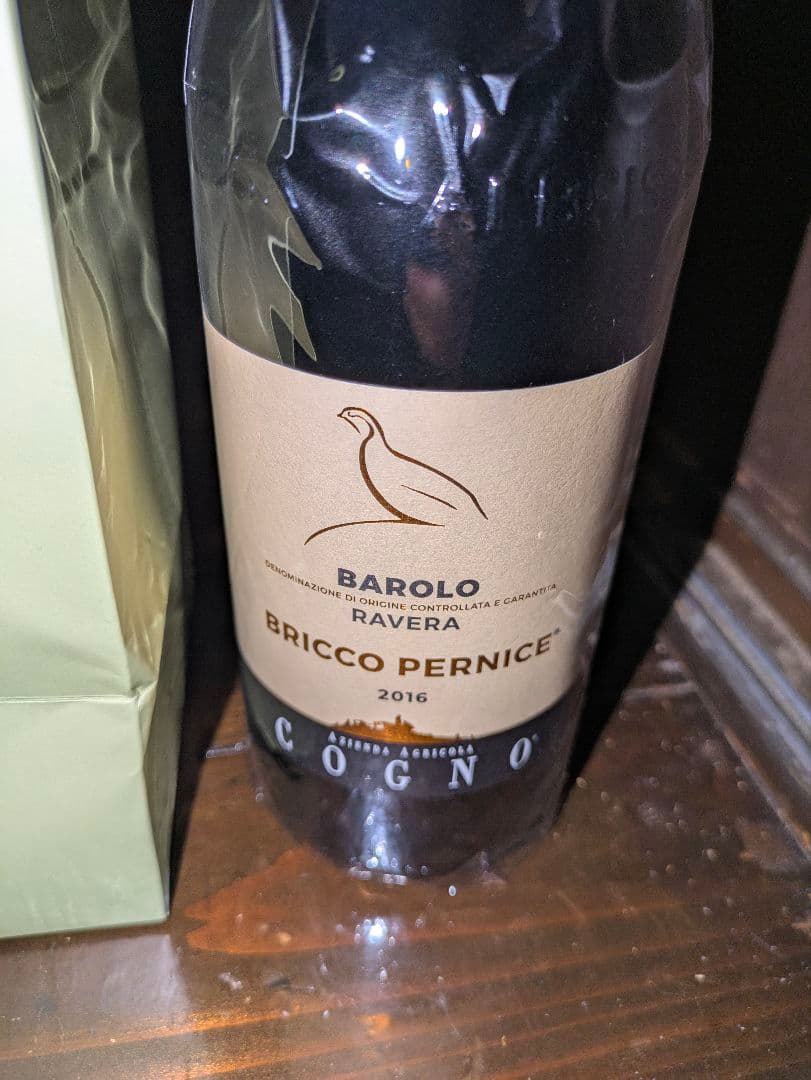 BAROLO
DENOMINAZIONE DI ORIGINE CONTROLLATA E GARANTITA
RAVERA
BRICCO PERNICE®
2016
AZIENDA AGRICOLA
COGNO